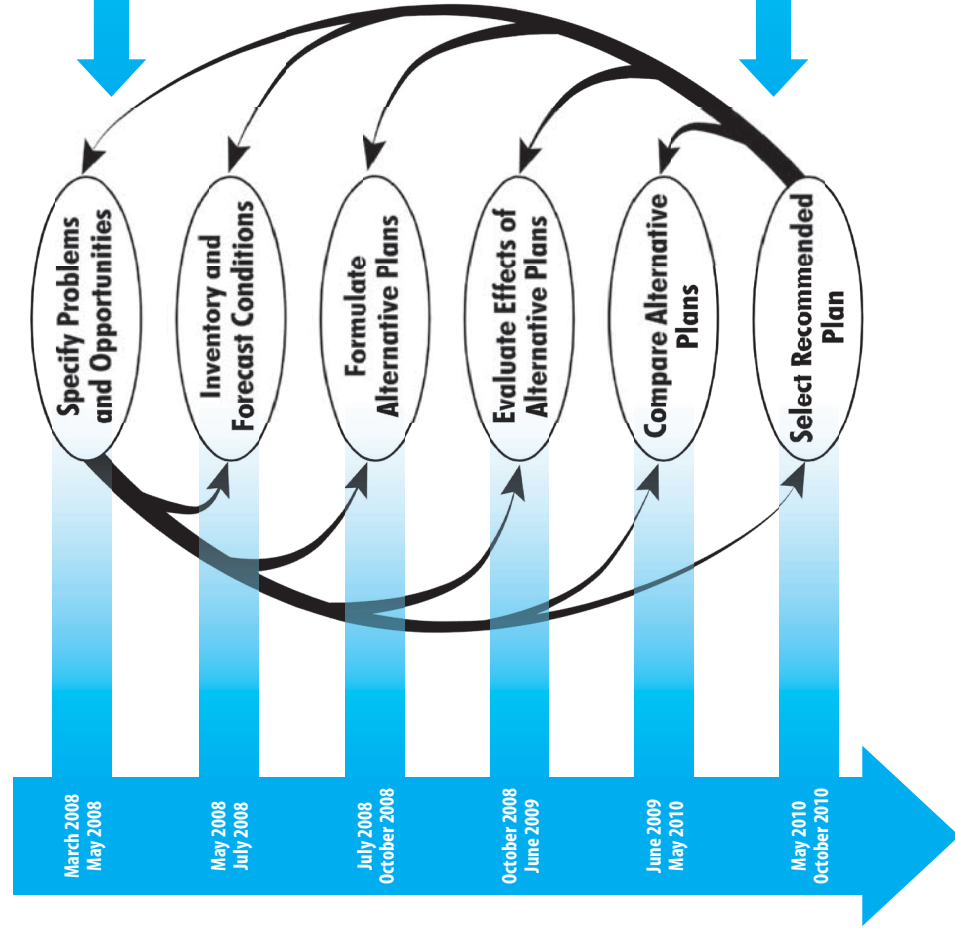 Specify Problems
and Opportunities
Inventory and
Forecast Conditions
Formulate
Alternative Plans
Evaluate Effects of
Alternative Plans
Compare Alternative
Plans
Select Recommended
Plan
March 2008
May 2008
May 2008
July 2008
July 2008
October 2008
October 2008
June 2009
June 2009
May 2010
May 2010
October 2010